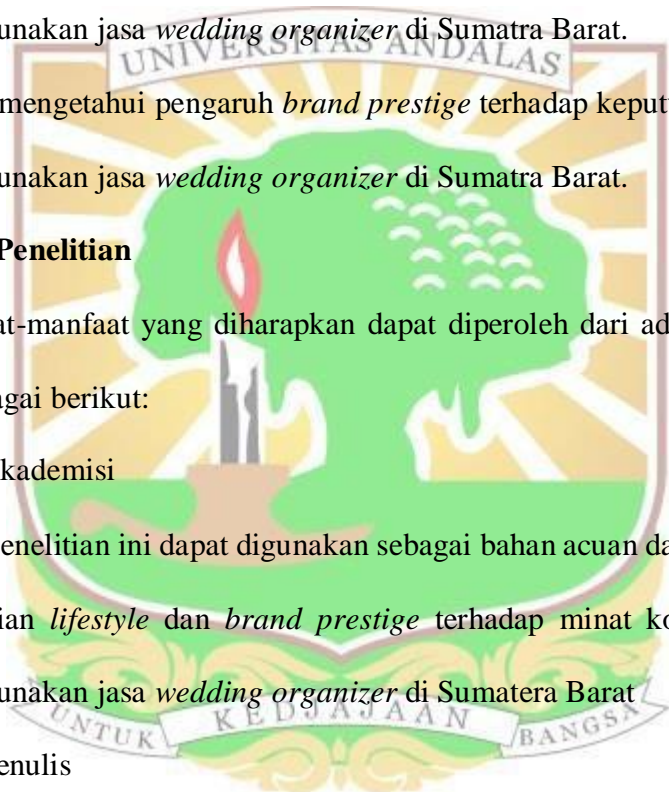 unakan jasa wedding organizer di Sumatra Barat.
UNIVERSITAS ANDALAS
mengetahui pengaruh brand prestige terhadap keput
unakan jasa wedding organizer di Sumatra Barat.
Penelitian
at-manfaat yang diharapkan dapat diperoleh dari ad
agai berikut:
kademisi
enelitian ini dapat digunakan sebagai bahan acuan da
ian lifestyle dan brand prestige terhadap minat ko
unakan jasa wedding organizer di Sumatera Barat
UNTUK KEDJAJAAN BANGSA
enulis